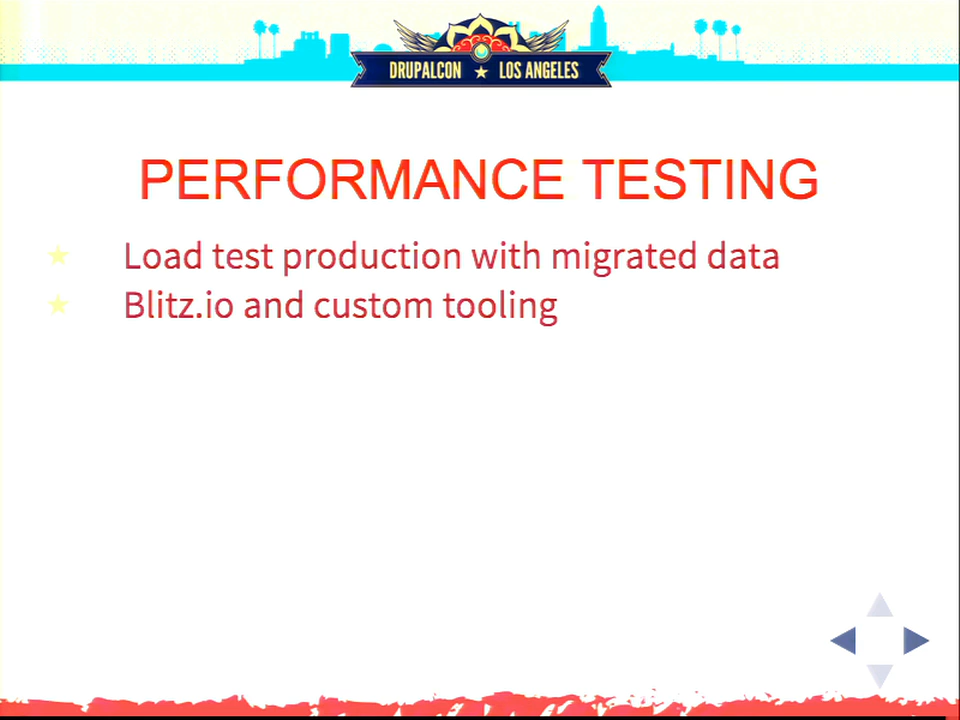 DRUPALCON ★ LOS ANGELES
PERFORMANCE TESTING
★ Load test production with migrated data
★ Blitz.io and custom tooling